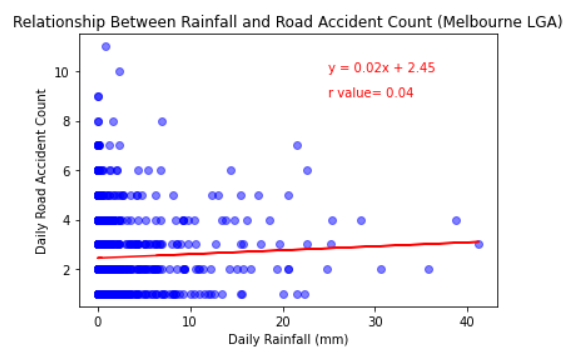 Relationship Between Rainfall and Road Accident Count (Melbourne LGA)
y = 0.02x + 2.45
r value= 0.04
Daily Road Accident Count
10
8
6
4
2
0
10
20
30
40
Daily Rainfall (mm)